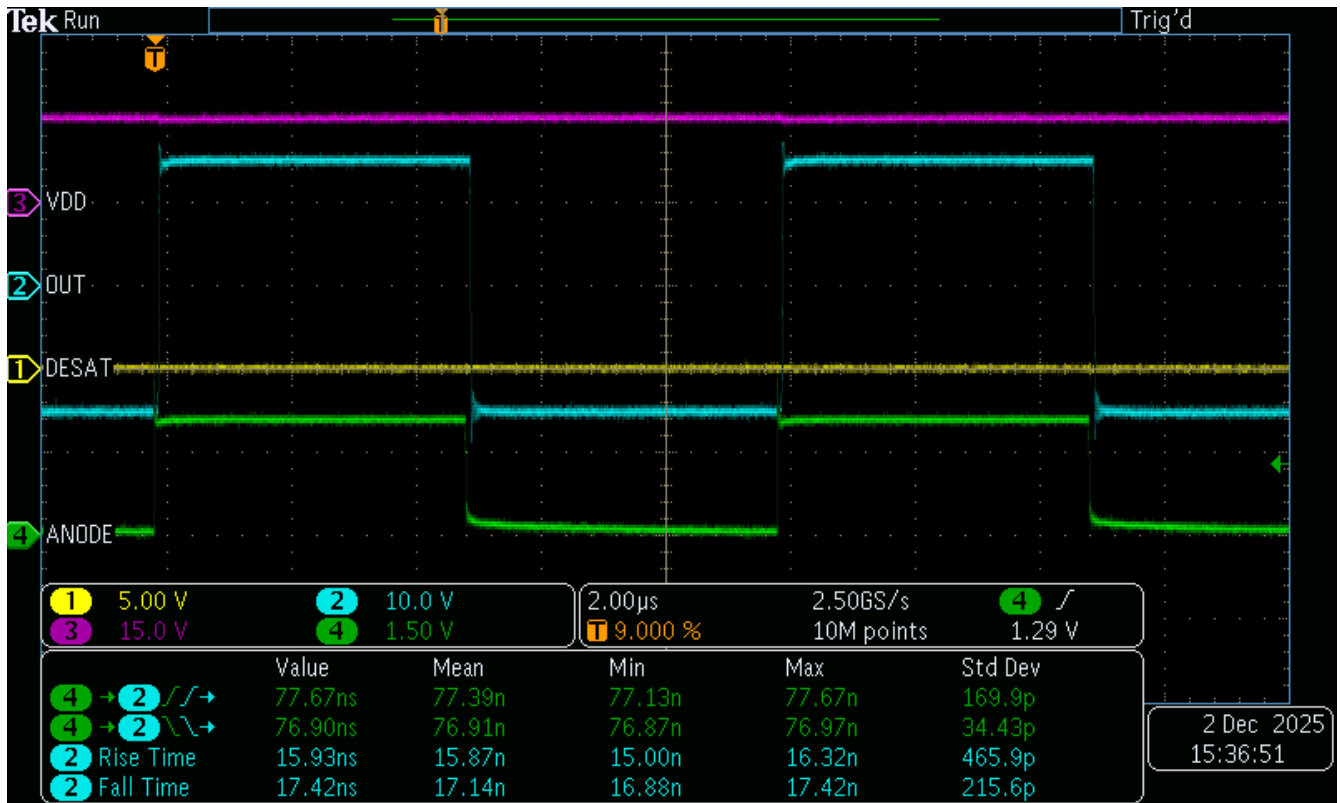 Tek Run Trig'd
T
T
3 VDD
2 OUT
1 DESAT
4 ANODE
1 5.00 V 2 10.0 V 2.00µs 2.50GS/s 4
3 15.0 V 4 1.50 V T 9.000 % 10M points 1.29 V
Value Mean Min Max Std Dev
4 → 2 → 77.67ns 77.39n 77.13n 77.67n 169.9p
4 → 2 → 76.90ns 76.91n 76.87n 76.97n 34.43p
2 Rise Time 15.93ns 15.87n 15.00n 16.32n 465.9p
2 Fall Time 17.42ns 17.14n 16.88n 17.42n 215.6p
2 Dec 2025
15:36:51